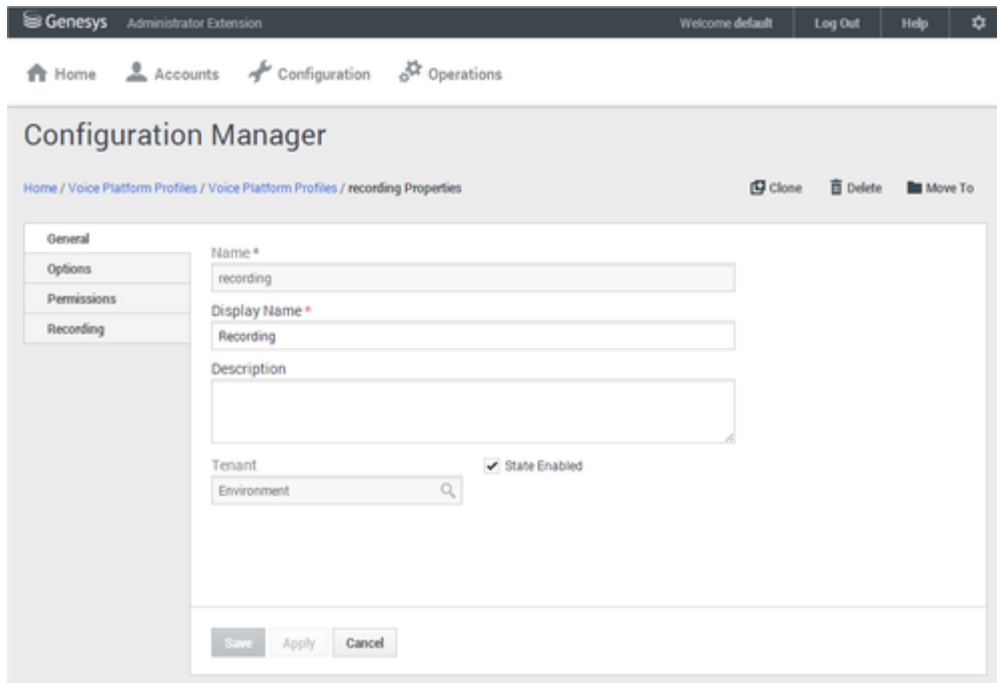 Genesys Administrator Extension Welcome default Log Out Help
Home Accounts Configuration Operations
Configuration Manager
Home / Voice Platform Profiles / Voice Platform Profiles / recording Properties Clone Delete Move To
General
Options
Permissions
Recording
Name *
recording
Display Name *
Recording
Description
Tenant State Enabled
Environment
Save Apply Cancel